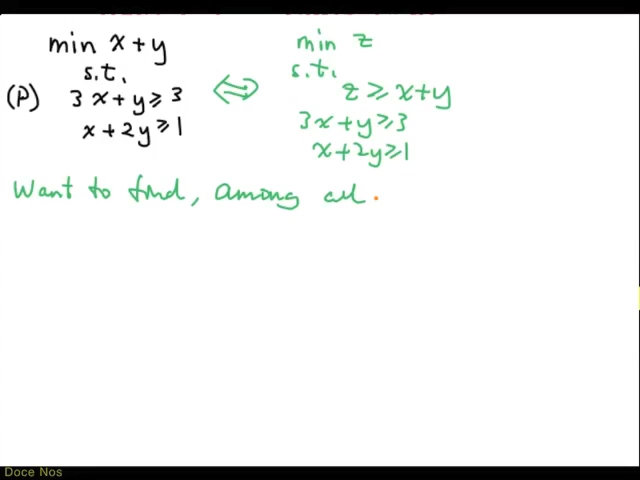 min x+y
s.t.
(P) 3x+y≥3
x+2y≥1
⟺
min z
s.t.
z≥x+y
3x+y≥3
x+2y≥1
Want to find, among all
Doce Nos